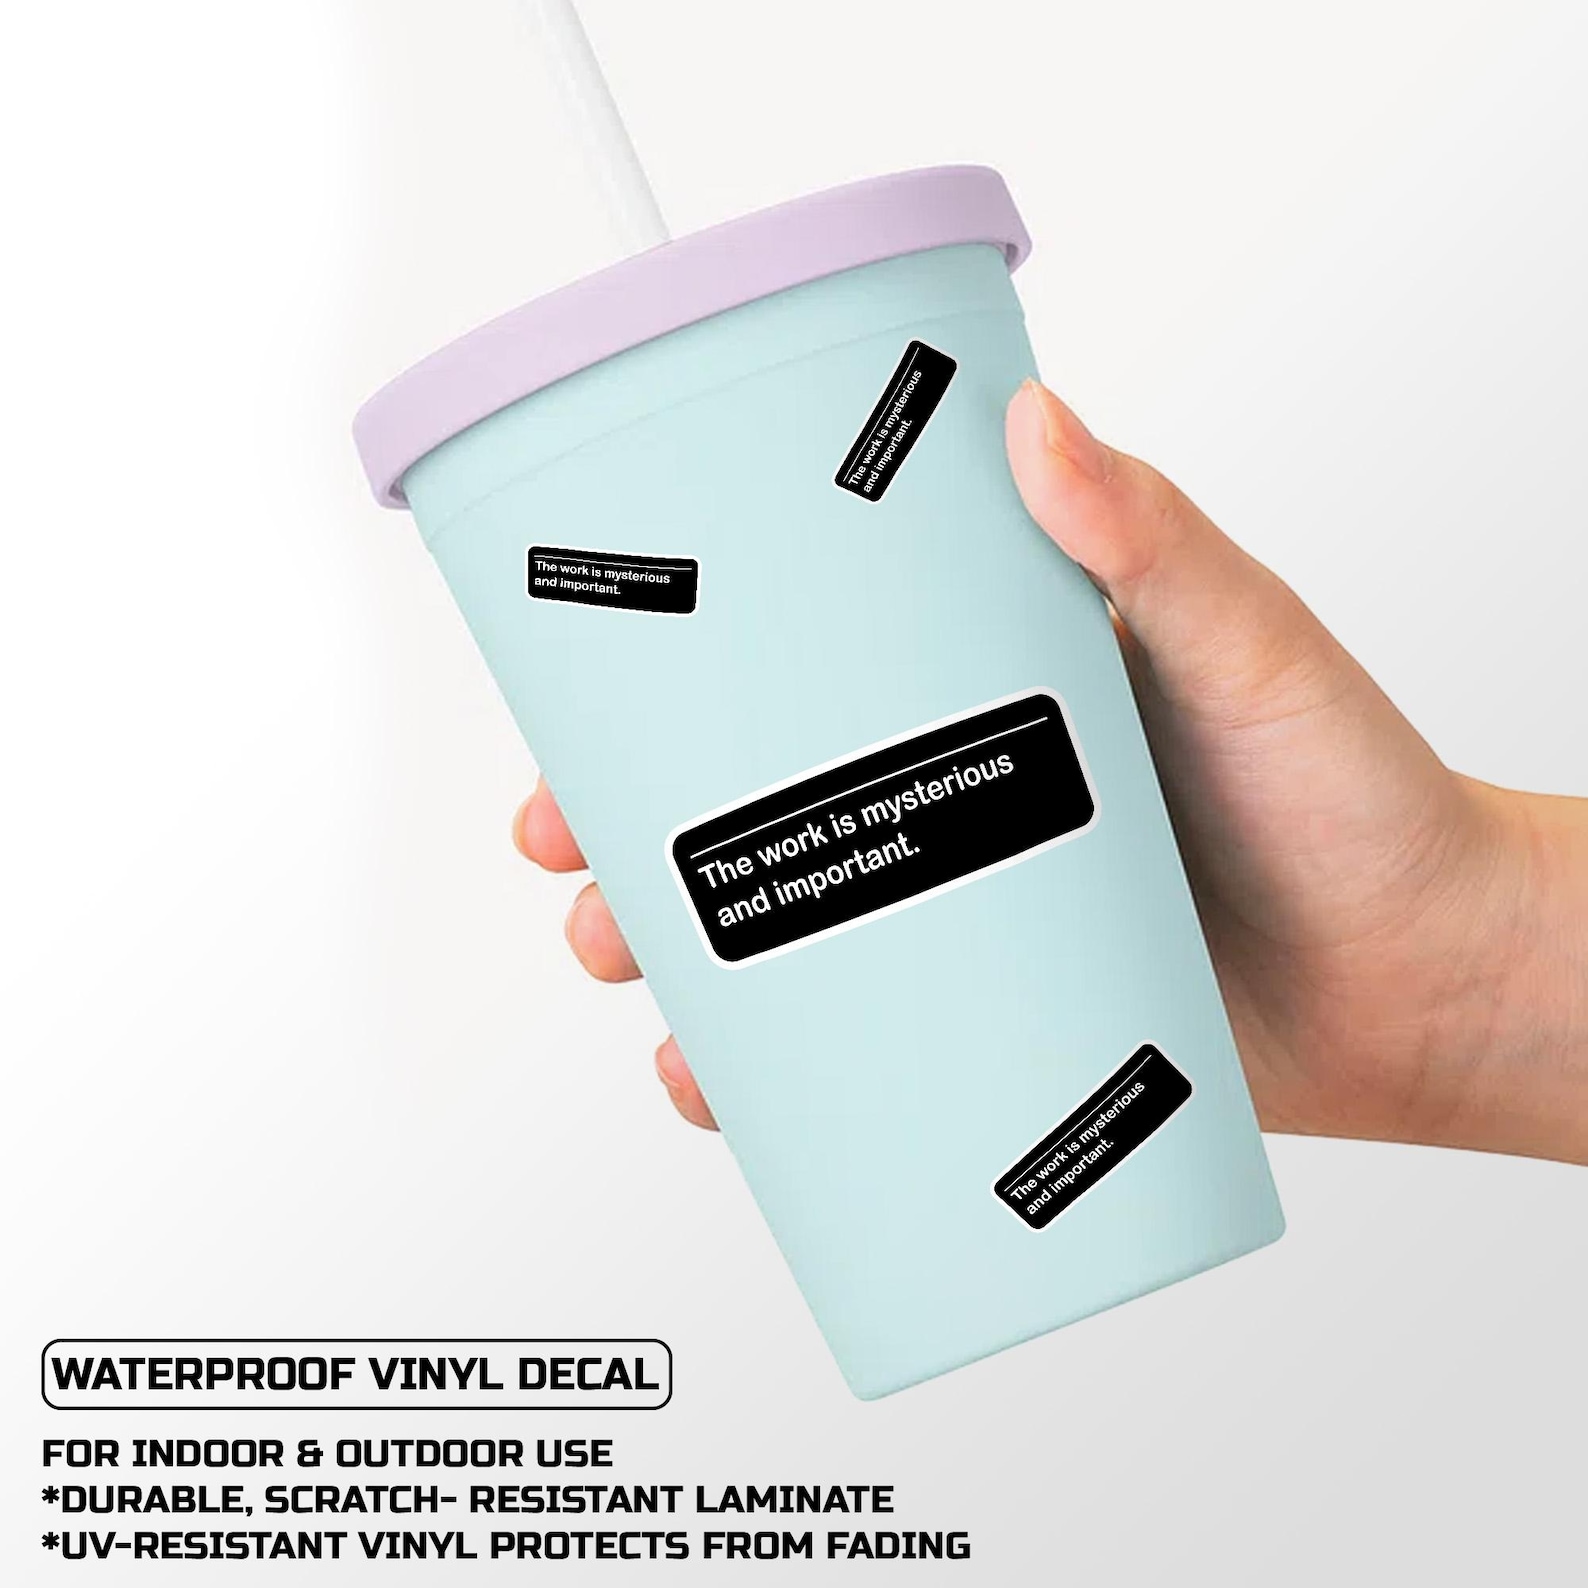 The work is mysterious
and important.
The work is mysterious
and important.
The work is mysterious
and important.
The work is mysterious
and important.
WATERPROOF VINYL DECAL
FOR INDOOR & OUTDOOR USE
*DURABLE, SCRATCH- RESISTANT LAMINATE
*UV-RESISTANT VINYL PROTECTS FROM FADING